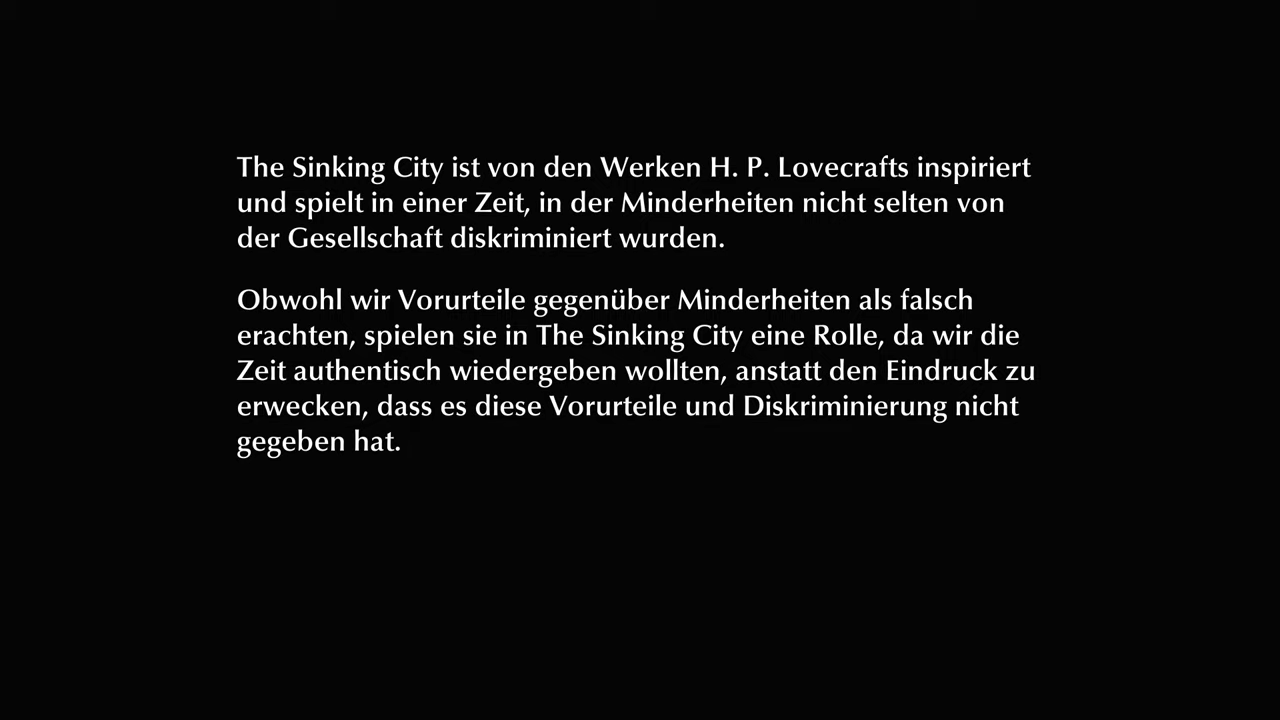 The Sinking City ist von den Werken H. P. Lovecrafts inspiriert
und spielt in einer Zeit, in der Minderheiten nicht selten von
der Gesellschaft diskriminiert wurden.
Obwohl wir Vorurteile gegenüber Minderheiten als falsch
erachten, spielen sie in The Sinking City eine Rolle, da wir die
Zeit authentisch wiedergeben wollten, anstatt den Eindruck zu
erwecken, dass es diese Vorurteile und Diskriminierung nicht
gegeben hat.